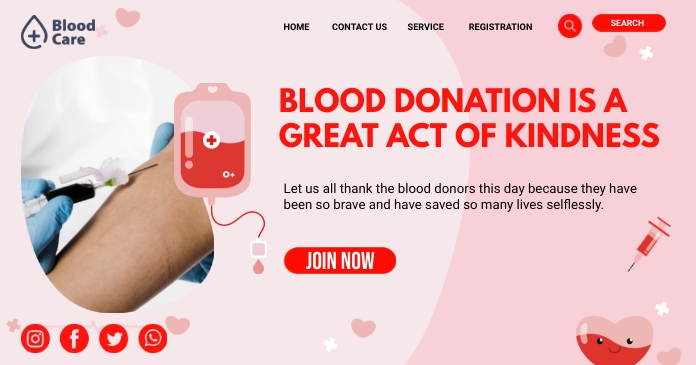 Blood
Care
HOME
CONTACT US
SERVICE
REGISTRATION
SEARCH
BLOOD DONATION IS A
GREAT ACT OF KINDNESS
O+
Let us all thank the blood donors this day because they have
been so brave and have saved so many lives selflessly.
JOIN NOW